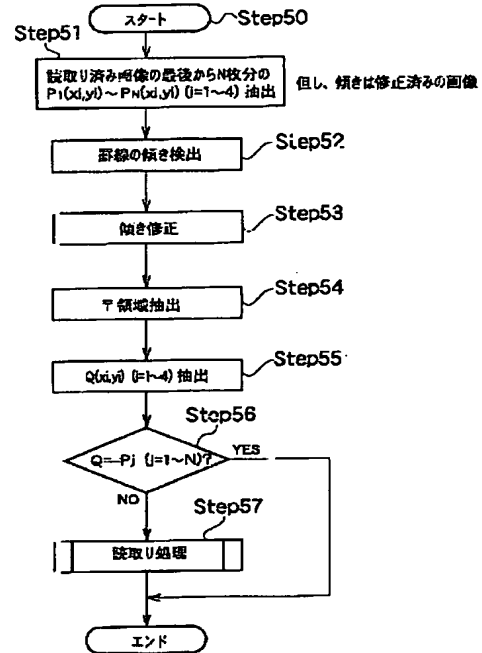 スタート
Step50
Step51
読取り済み画像の最後からN枚分の
P1(xi,yi)～PN(xi,yi) (i=1～4) 抽出
但し、傾きは修正済みの画像
罫線の傾き検出
Step52
傾き修正
Step53
〒領域抽出
Step54
Q(xi,yi) (i=1～4) 抽出
Step55
Step56
Q=Pj (j=1～N)?
YES
NO
Step57
読取り処理
エンド